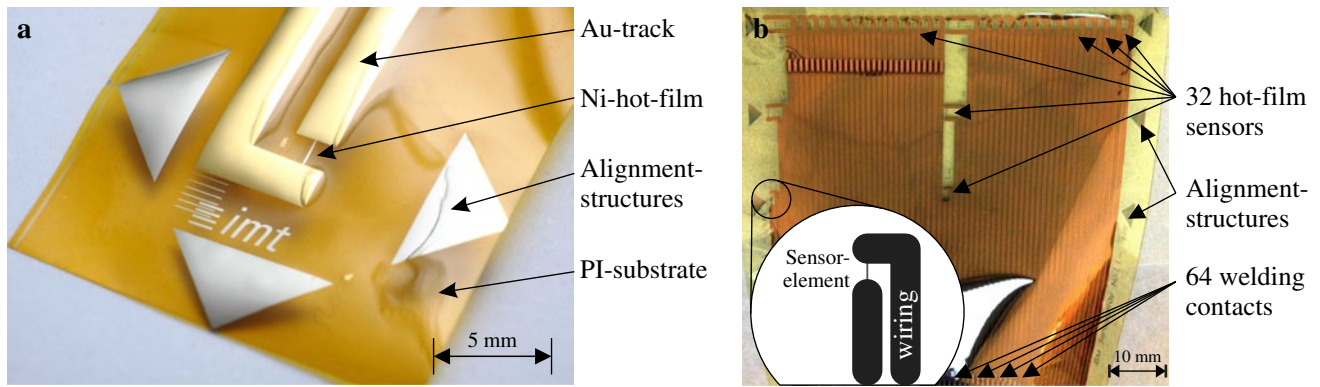 a
Au-track
Ni-hot-film
Alignment-
structures
PI-substrate
imt
5 mm
b
32 hot-film
sensors
Alignment-
structures
64 welding
contacts
Sensor-
element
wiring
10 mm